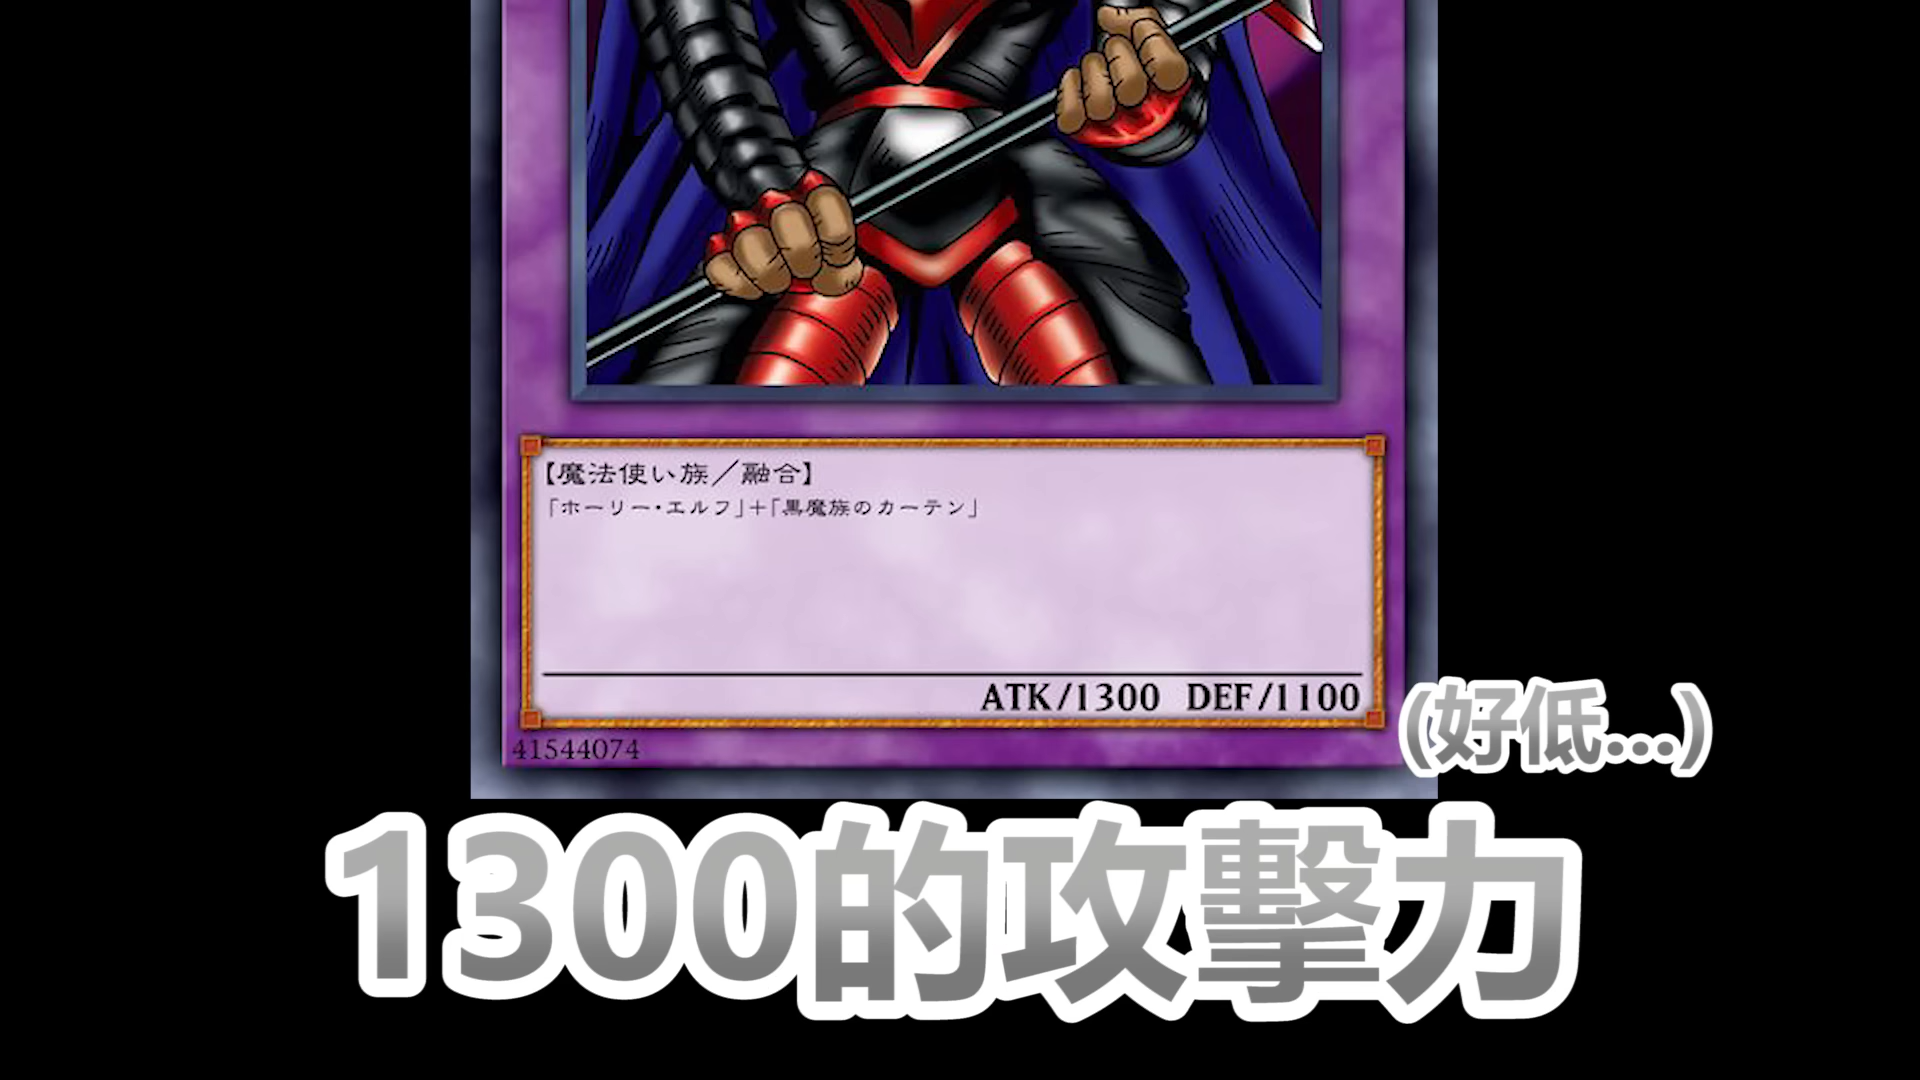 【魔法使い族／融合】
「ホーリー・エルフ」＋「黒魔族のカーテン」
ATK/1300 DEF/1100
41544074
(好低...)
1300的攻擊力